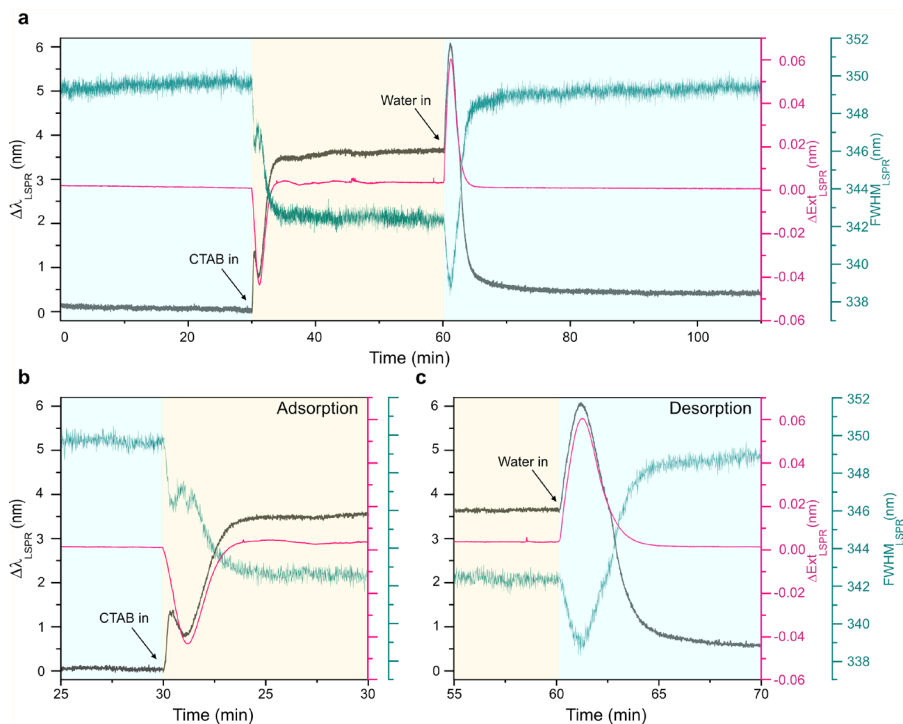 a
6
5
4
3
2
1
0
Δλ_LSPR (nm)
CTAB in
Water in
0.06
0.04
0.02
0.00
-0.02
-0.04
-0.06
ΔExt_LSPR (nm)
352
350
348
346
344
342
340
338
FWHM_LSPR (nm)
0 20 40 60 80 100
Time (min)
b
6
5
4
3
2
1
0
Δλ_LSPR (nm)
Adsorption
CTAB in
25 30 25 30
Time (min)
c
6
5
4
3
2
1
0
Desorption
Water in
0.06
0.04
0.02
0.00
-0.02
-0.04
-0.06
ΔExt_LSPR (nm)
352
350
348
346
344
342
340
338
FWHM_LSPR (nm)
55 60 65 70
Time (min)